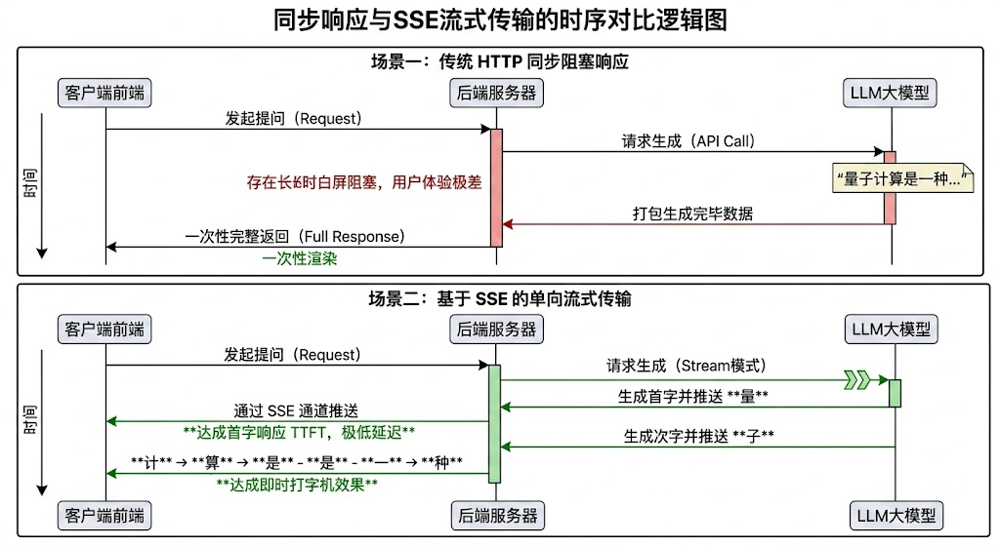 同步响应与SSE流式传输的时序对比逻辑图
场景一：传统 HTTP 同步阻塞响应
客户端前端
后端服务器
LLM大模型
时间
发起提问（Request）
请求生成（API Call）
“量子计算是一种...”
存在长时白屏阻塞，用户体验极差
打包生成完毕数据
一次性完整返回（Full Response）
一次性渲染
场景二：基于 SSE 的单向流式传输
客户端前端
后端服务器
LLM大模型
时间
发起提问（Request）
请求生成（Stream模式）
生成首字并推送 **量**
通过 SSE 通道推送
**达成首字响应 TTFT，极低延迟**
生成次字并推送 **子**
**计** → **算** → **是** - **是** - **一** → **种**
**达成即时打字机效果**
客户端前端
后端服务器
LLM大模型